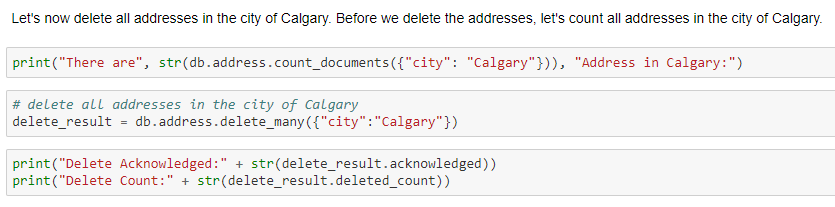 Let's now delete all addresses in the city of Calgary. Before we delete the addresses, let's count all addresses in the city of Calgary.
print("There are", str(db.address.count_documents({"city": "Calgary"})), "Address in Calgary:")
# delete all addresses in the city of Calgary
delete_result = db.address.delete_many({"city":"Calgary"})
print("Delete Acknowledged:" + str(delete_result.acknowledged))
print("Delete Count:" + str(delete_result.deleted_count))